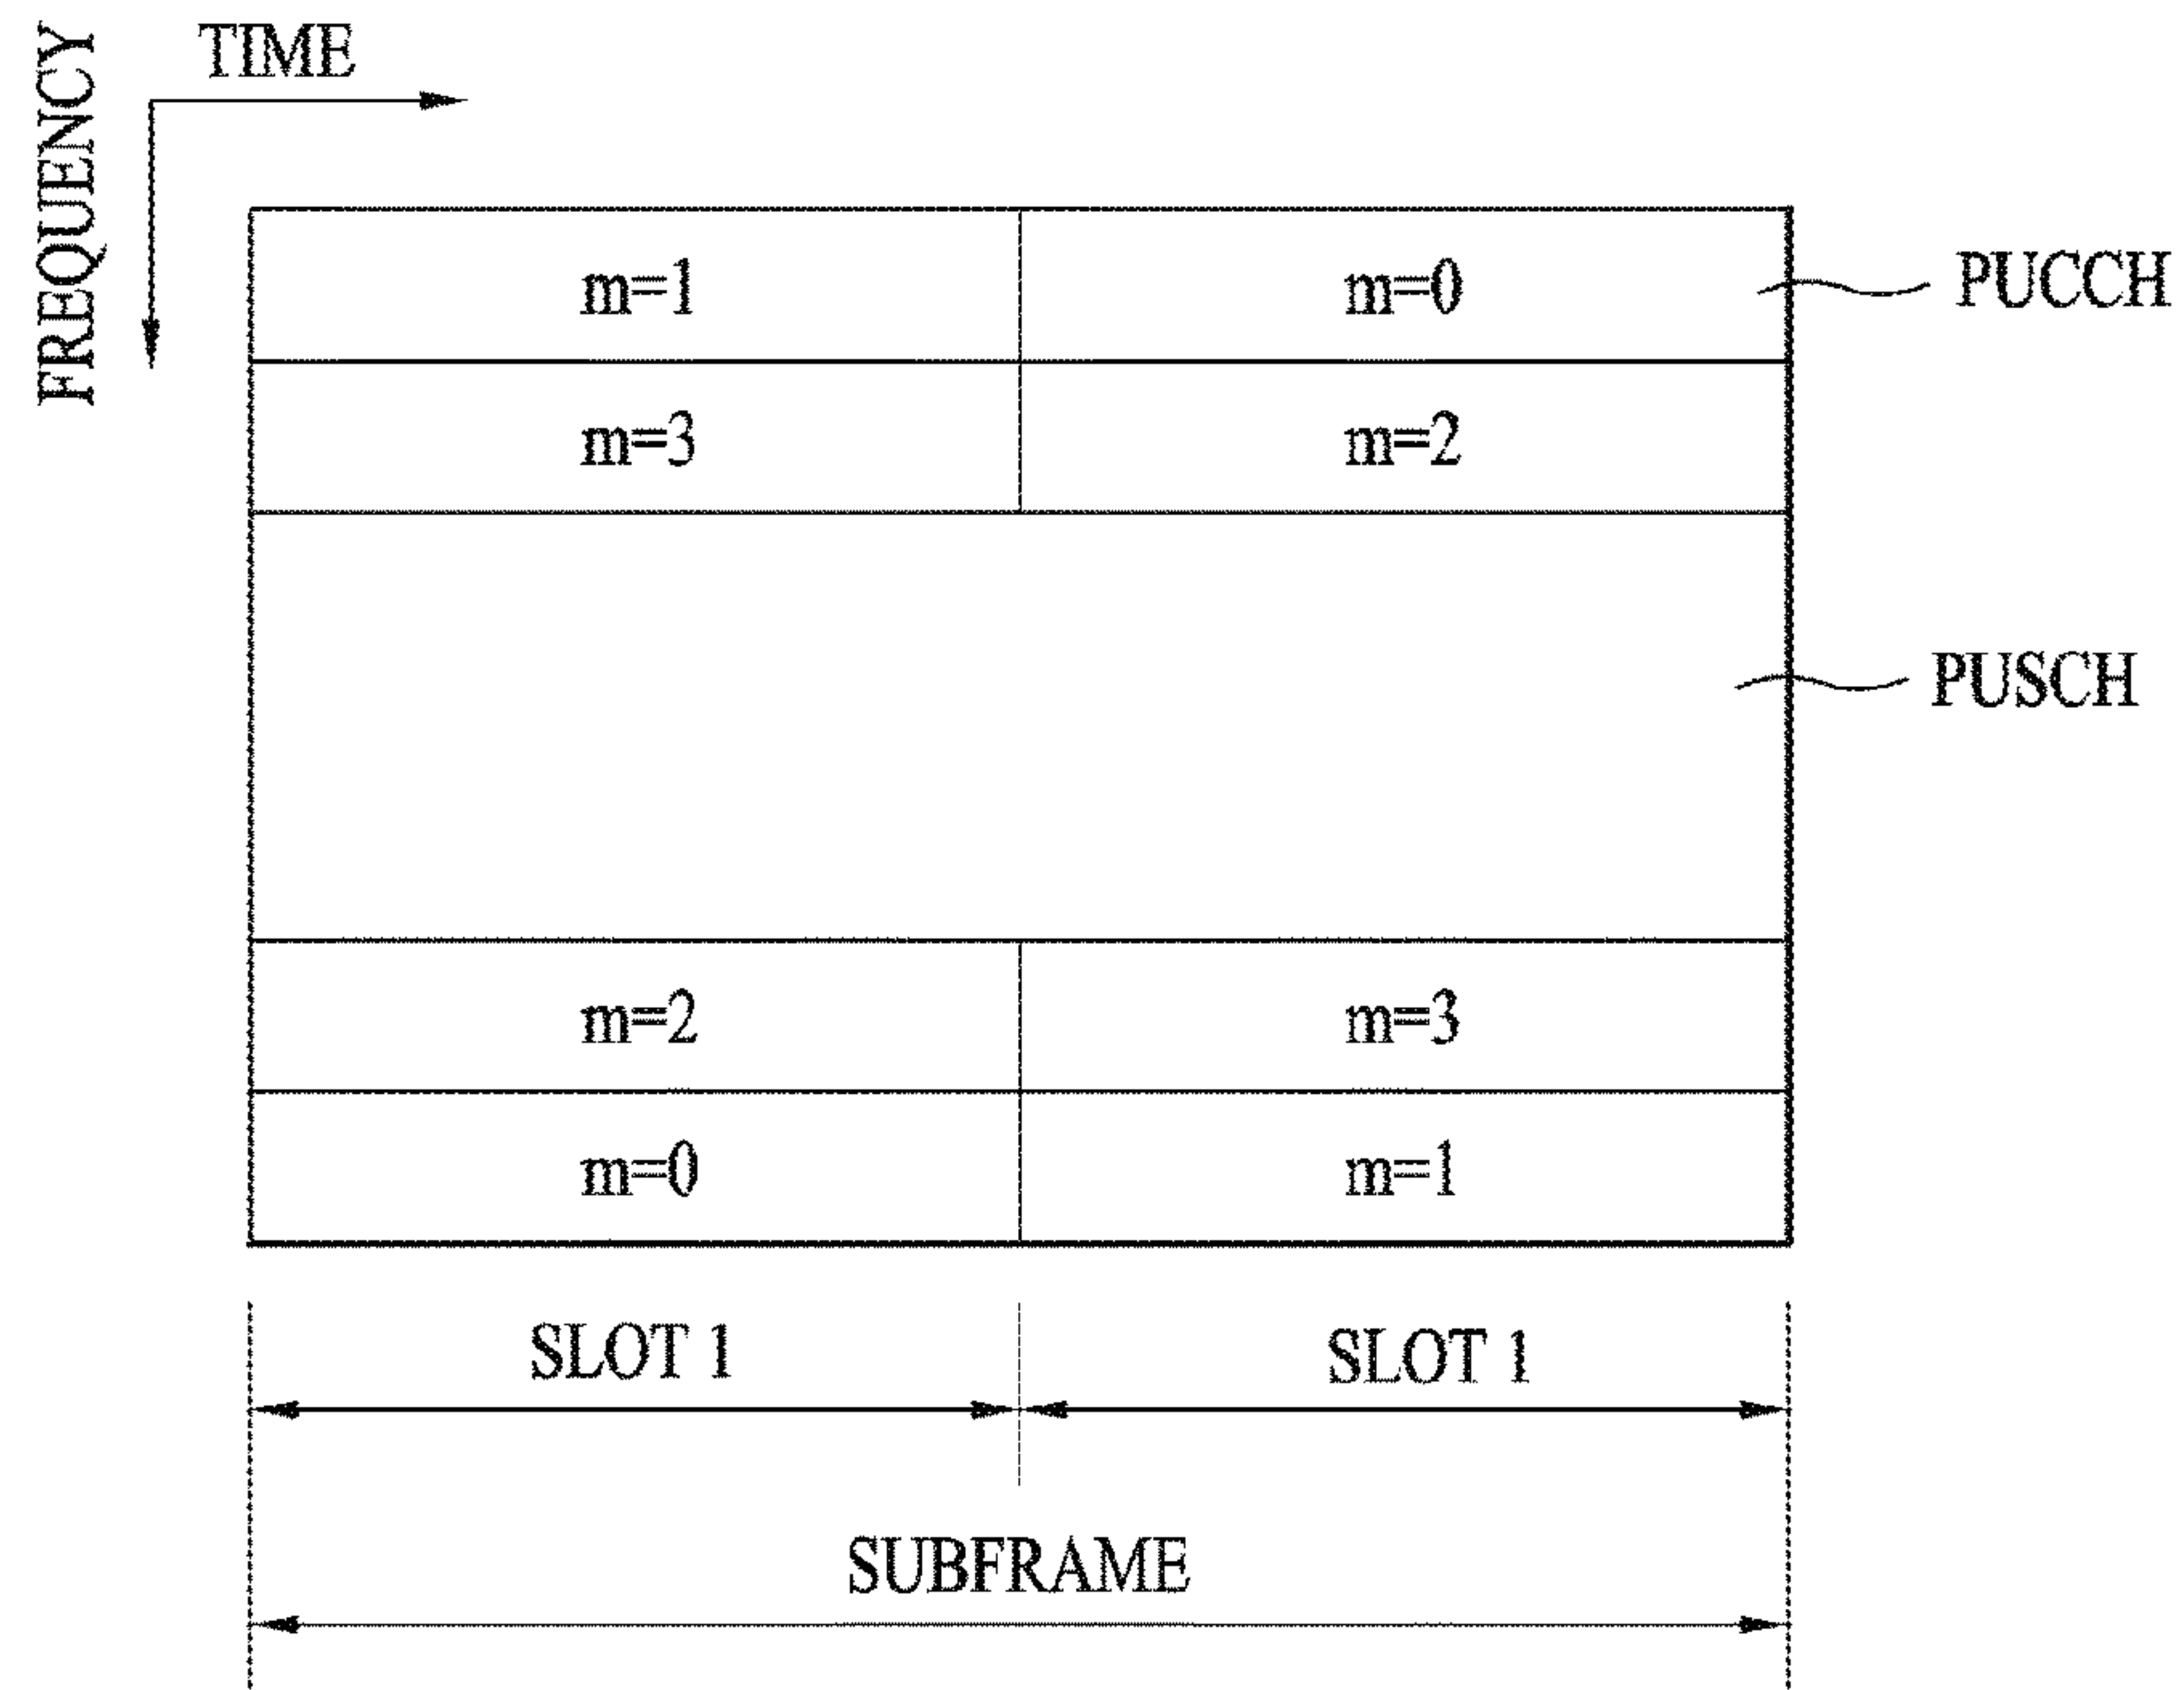 TIME
FREQUENCY
m=1
m=0
PUCCH
m=3
m=2
PUSCH
m=2
m=3
m=0
m=1
SLOT 1
SLOT 1
SUBFRAME